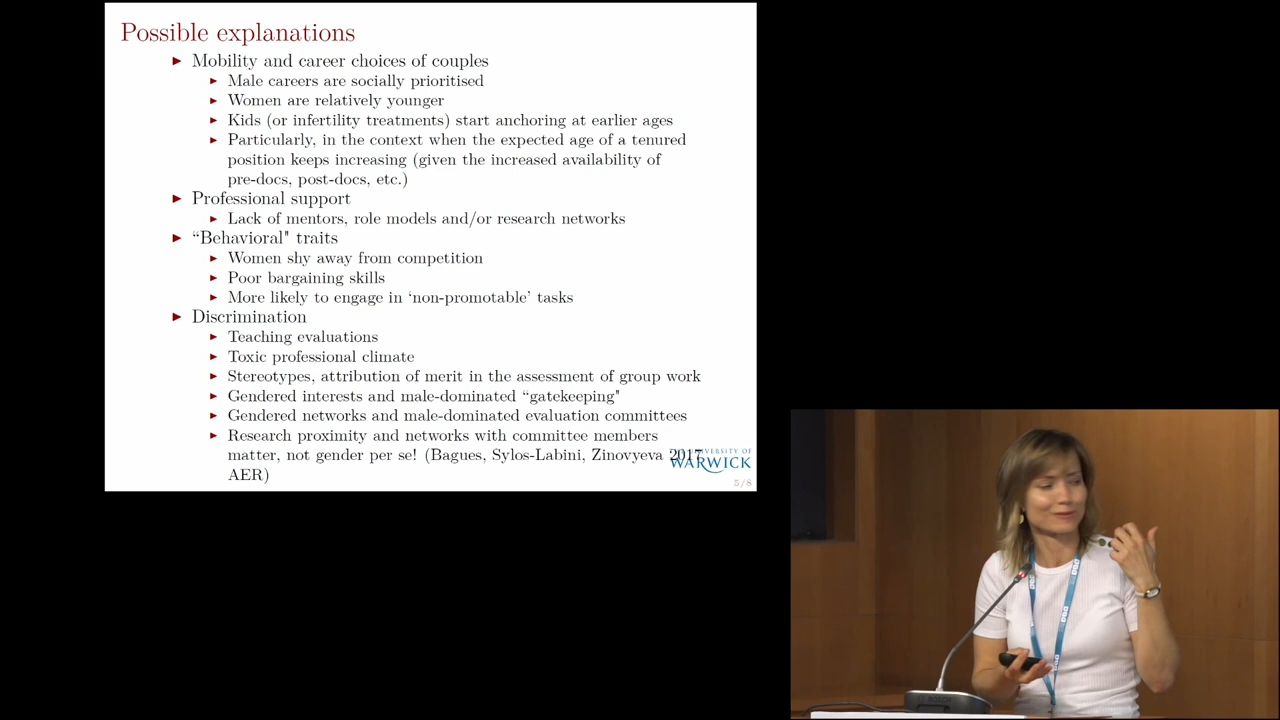 Possible explanations
Mobility and career choices of couples
Male careers are socially prioritised
Women are relatively younger
Kids (or infertility treatments) start anchoring at earlier ages
Particularly, in the context when the expected age of a tenured
position keeps increasing (given the increased availability of
pre-docs, post-docs, etc.)
Professional support
Lack of mentors, role models and/or research networks
“Behavioral" traits
Women shy away from competition
Poor bargaining skills
More likely to engage in ‘non-promotable’ tasks
Discrimination
Teaching evaluations
Toxic professional climate
Stereotypes, attribution of merit in the assessment of group work
Gendered interests and male-dominated “gatekeeping"
Gendered networks and male-dominated evaluation committees
Research proximity and networks with committee members
matter, not gender per se! (Bagues, Sylos-Labini, Zinovyeva 2017
AER)
UNIVERSITY OF
WARWICK
5/8
BOSCH